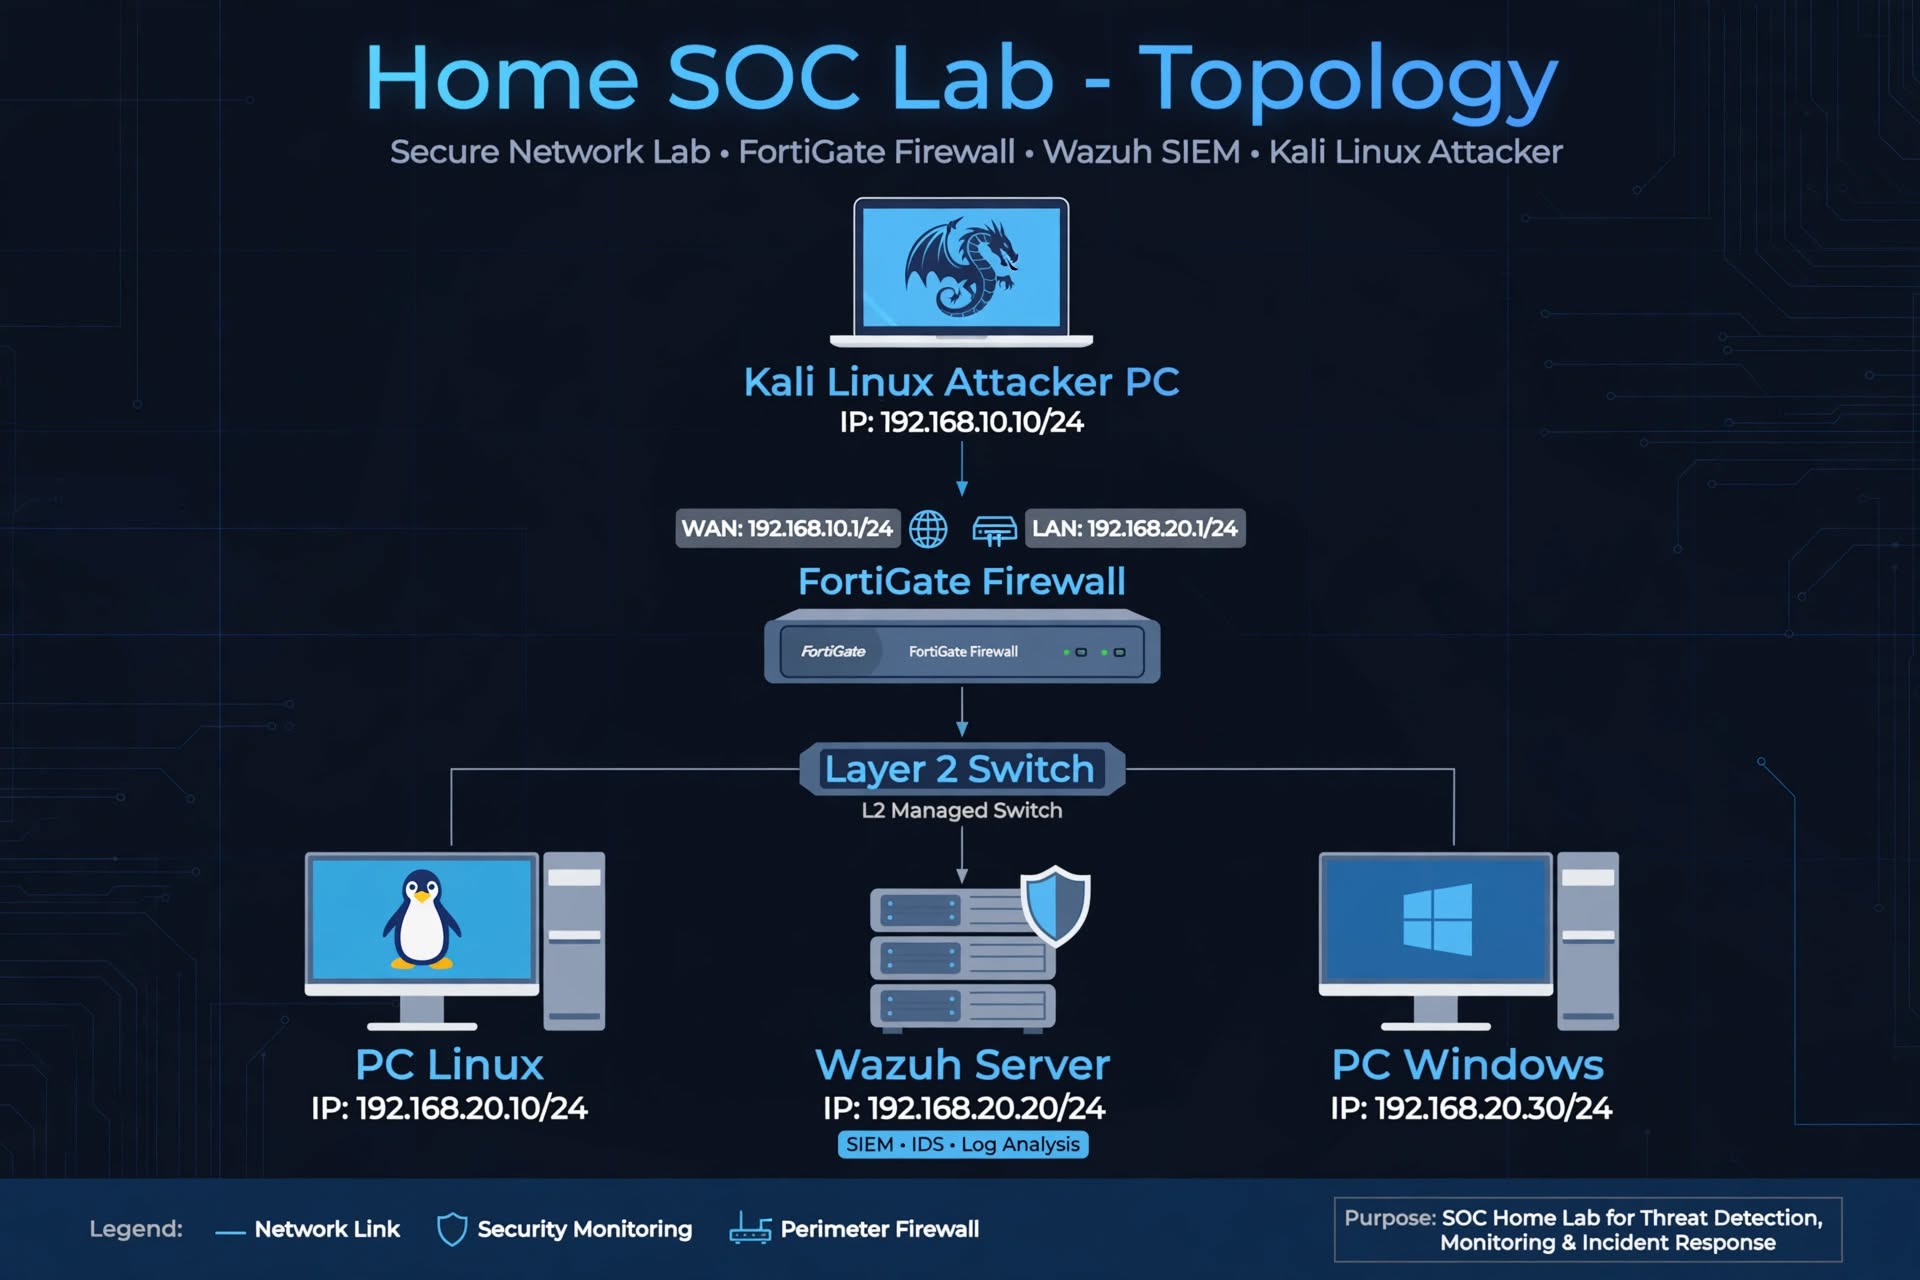 Home SOC Lab - Topology
Secure Network Lab • FortiGate Firewall • Wazuh SIEM • Kali Linux Attacker
Kali Linux Attacker PC
IP: 192.168.10.10/24
WAN: 192.168.10.1/24
LAN: 192.168.20.1/24
FortiGate Firewall
FortiGate
FortiGate Firewall
Layer 2 Switch
L2 Managed Switch
PC Linux
IP: 192.168.20.10/24
Wazuh Server
IP: 192.168.20.20/24
SIEM • IDS • Log Analysis
PC Windows
IP: 192.168.20.30/24
Legend:
Network Link
Security Monitoring
Perimeter Firewall
Purpose: SOC Home Lab for Threat Detection,
Monitoring & Incident Response